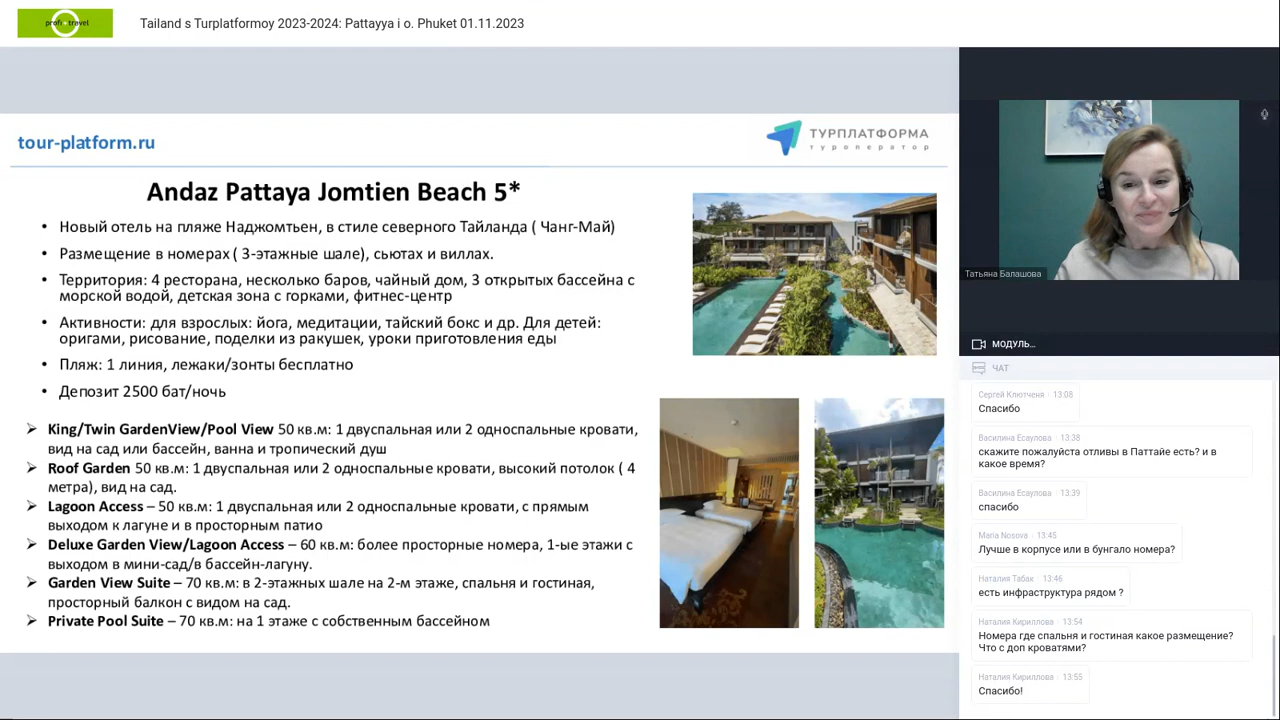 profi travel
Tailand s Turplatformoy 2023-2024: Pattayya i o. Phuket 01.11.2023
tour-platform.ru
ТУРПЛАТФОРМА
туроператор
Andaz Pattaya Jomtien Beach 5*
• Новый отель на пляже Наджомтьен, в стиле северного Тайланда ( Чанг-Май)
• Размещение в номерах ( 3-этажные шале), сьютах и виллах.
• Территория: 4 ресторана, несколько баров, чайный дом, 3 открытых бассейна с
морской водой, детская зона с горками, фитнес-центр
• Активности: для взрослых: йога, медитации, тайский бокс и др. Для детей:
оригами, рисование, поделки из ракушек, уроки приготовления еды
• Пляж: 1 линия, лежаки/зонты бесплатно
• Депозит 2500 бат/ночь
➢ King/Twin GardenView/Pool View 50 кв.м: 1 двуспальная или 2 односпальные кровати,
вид на сад или бассейн, ванна и тропический душ
➢ Roof Garden 50 кв.м: 1 двуспальная или 2 односпальные кровати, высокий потолок ( 4
метра), вид на сад.
➢ Lagoon Access – 50 кв.м: 1 двуспальная или 2 односпальные кровати, с прямым
выходом к лагуне и в просторным патио
➢ Deluxe Garden View/Lagoon Access – 60 кв.м: более просторные номера, 1-ые этажи с
выходом в мини-сад/в бассейн-лагуну.
➢ Garden View Suite – 70 кв.м: в 2-этажных шале на 2-м этаже, спальня и гостиная,
просторный балкон с видом на сад.
➢ Private Pool Suite – 70 кв.м: на 1 этаже с собственным бассейном
Татьяна Балашова
МОДУЛЬ...
ЧАТ
Сергей Клютченя 13:08
Спасибо
Василина Есаулова 13:38
скажите пожалуйста отливы в Паттайе есть? и в
какое время?
Василина Есаулова 13:39
спасибо
Maria Nosova 13:45
Лучше в корпусе или в бунгало номера?
Наталия Табак 13:46
есть инфраструктура рядом ?
Наталия Кириллова 13:54
Номера где спальня и гостиная какое размещение?
Что с доп кроватями?
Наталия Кириллова 13:55
Спасибо!